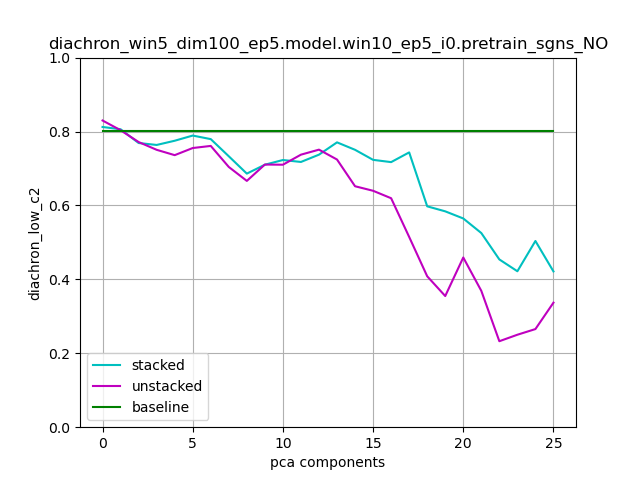 diachron_win5_dim100_ep5.model.win10_ep5_i0.pretrain_sgns_NO
1.0
0.8
0.6
0.4
0.2
0.0
diachron_low_c2
stacked
unstacked
baseline
0 5 10 15 20 25
pca components